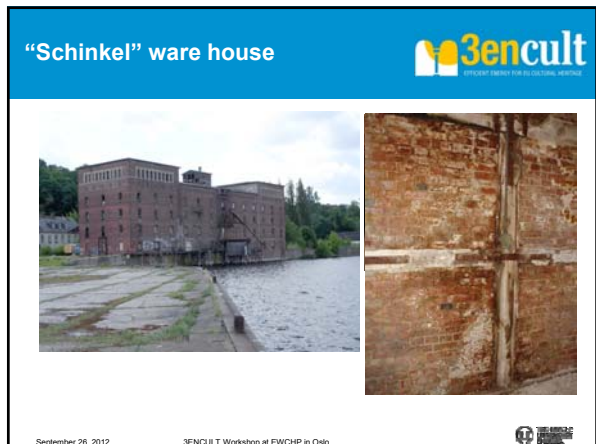 “Schinkel” ware house
3encult
EFFICIENT ENERGY FOR EU CULTURAL HERITAGE
September 26, 2012
3ENCULT Workshop at EWCHP in Oslo